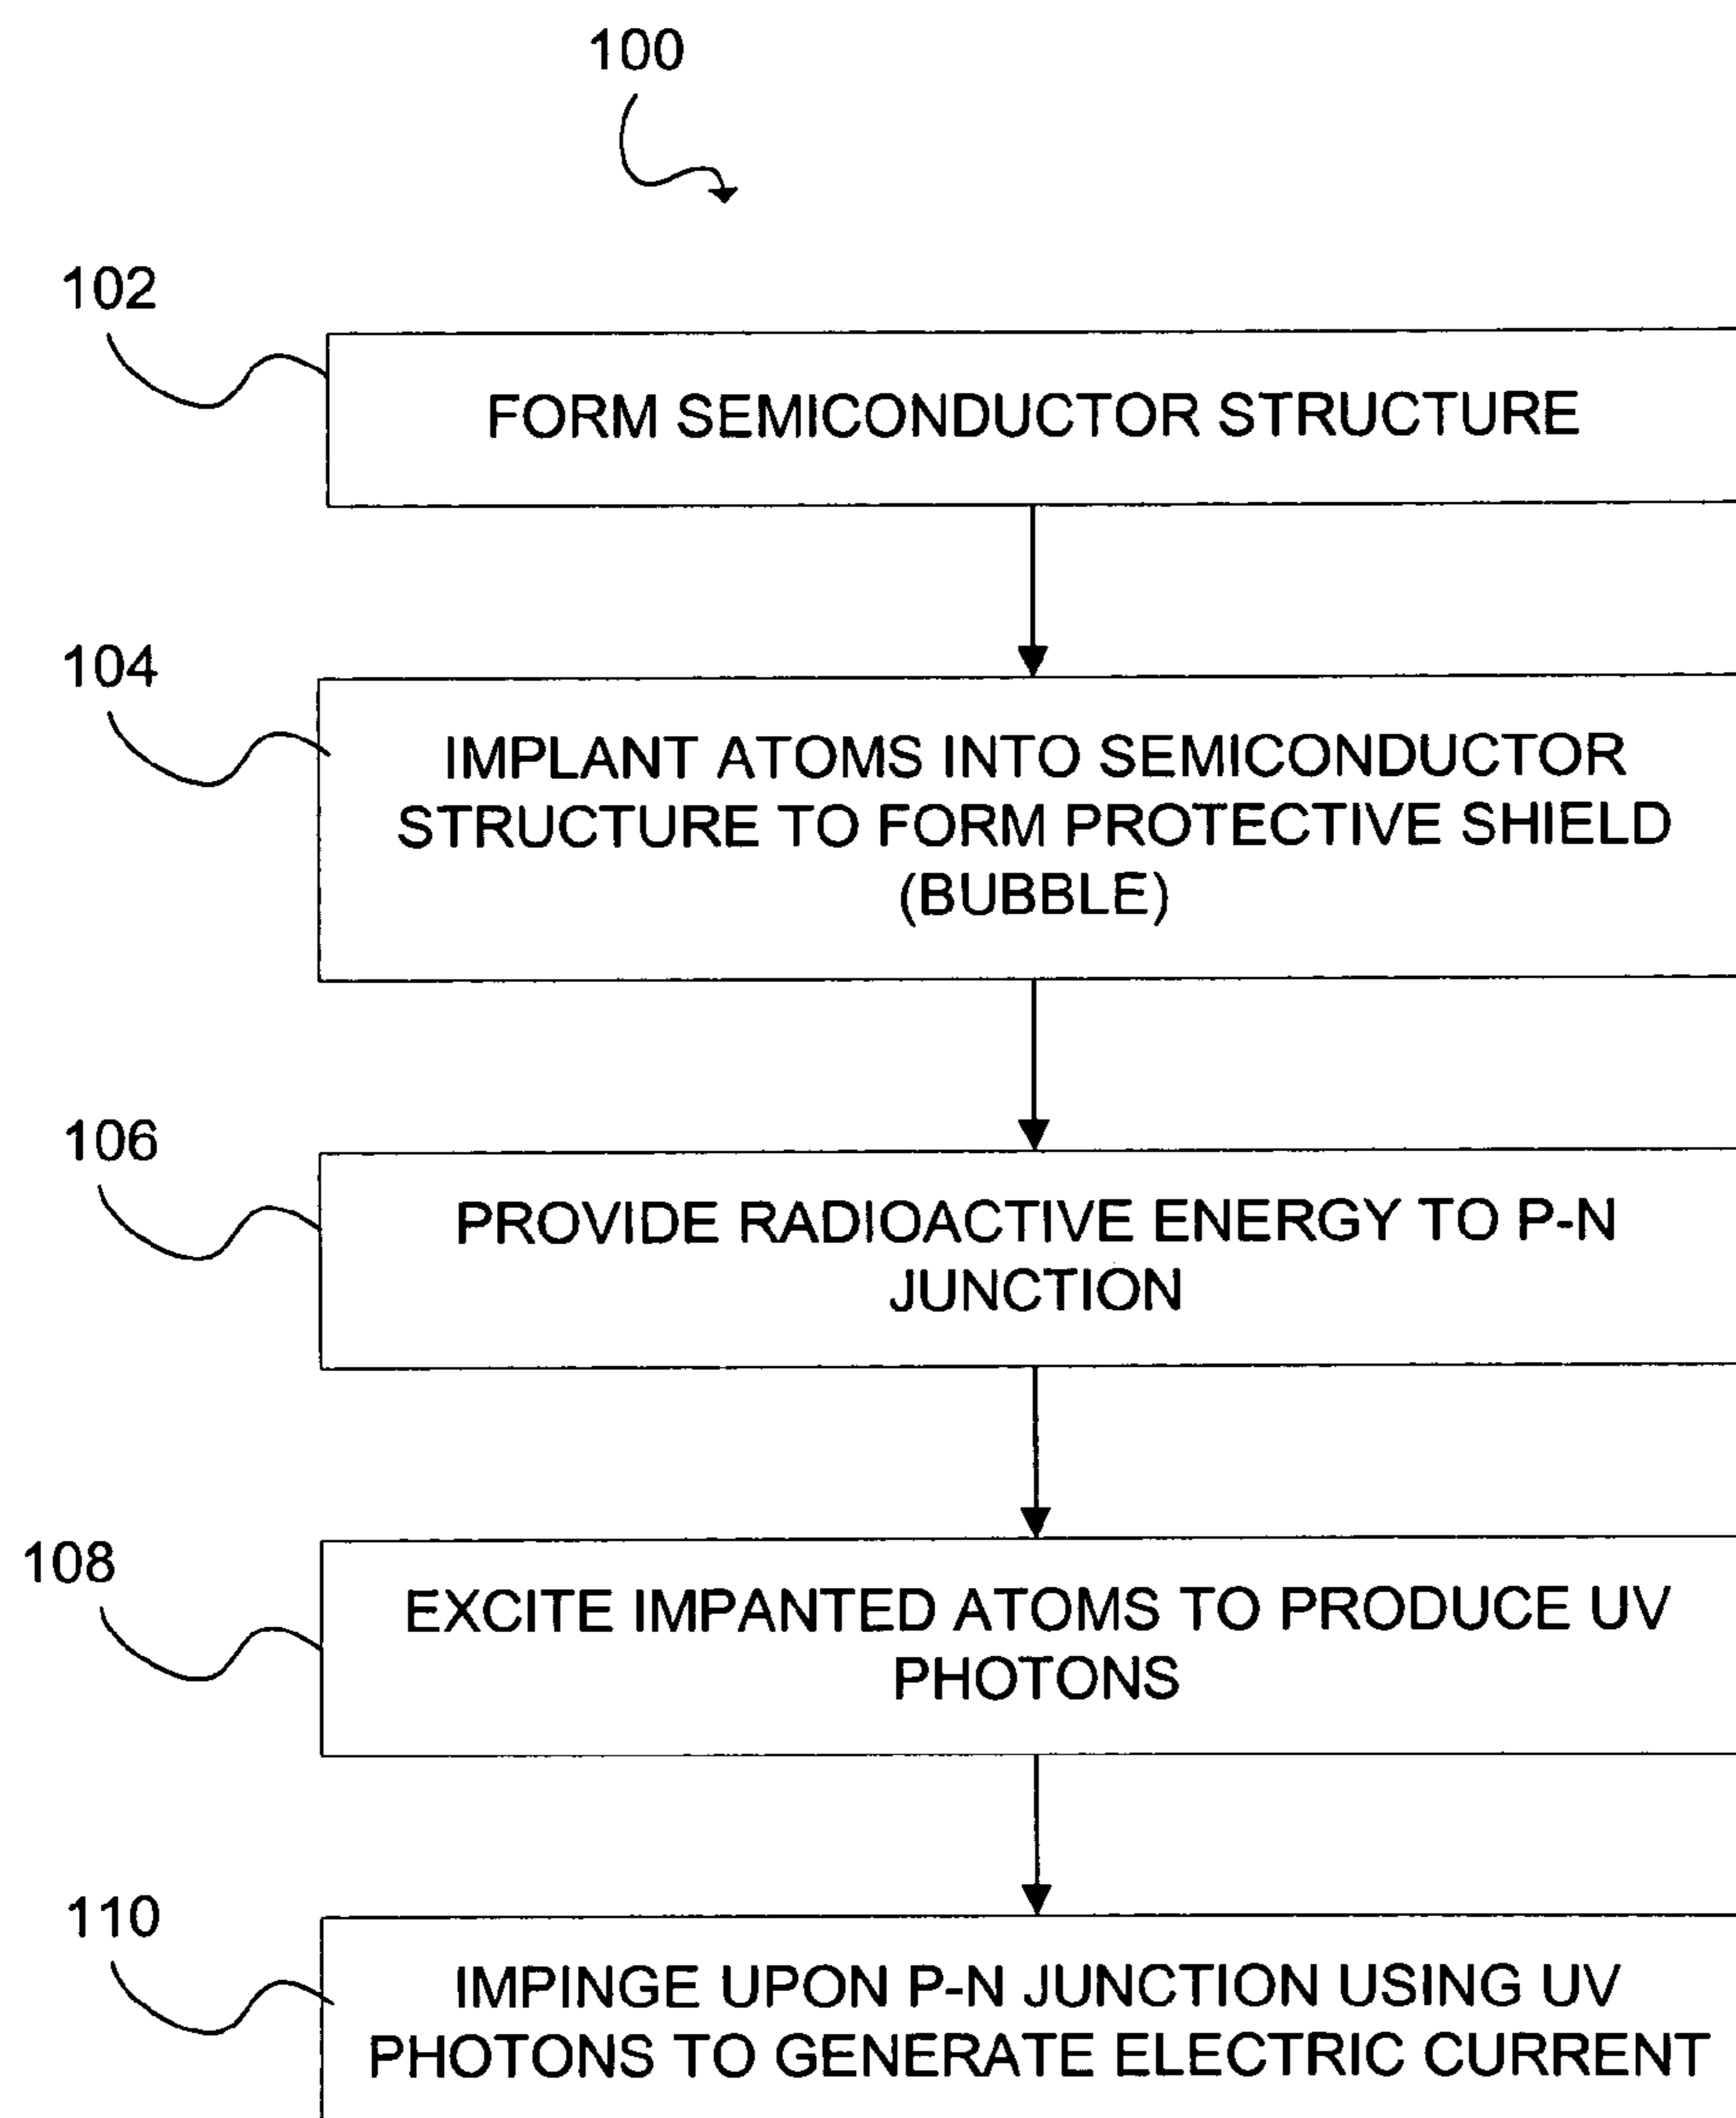 100
102
FORM SEMICONDUCTOR STRUCTURE
104
IMPLANT ATOMS INTO SEMICONDUCTOR
STRUCTURE TO FORM PROTECTIVE SHIELD
(BUBBLE)
106
PROVIDE RADIOACTIVE ENERGY TO P-N
JUNCTION
108
EXCITE IMPANTED ATOMS TO PRODUCE UV
PHOTONS
110
IMPINGE UPON P-N JUNCTION USING UV
PHOTONS TO GENERATE ELECTRIC CURRENT